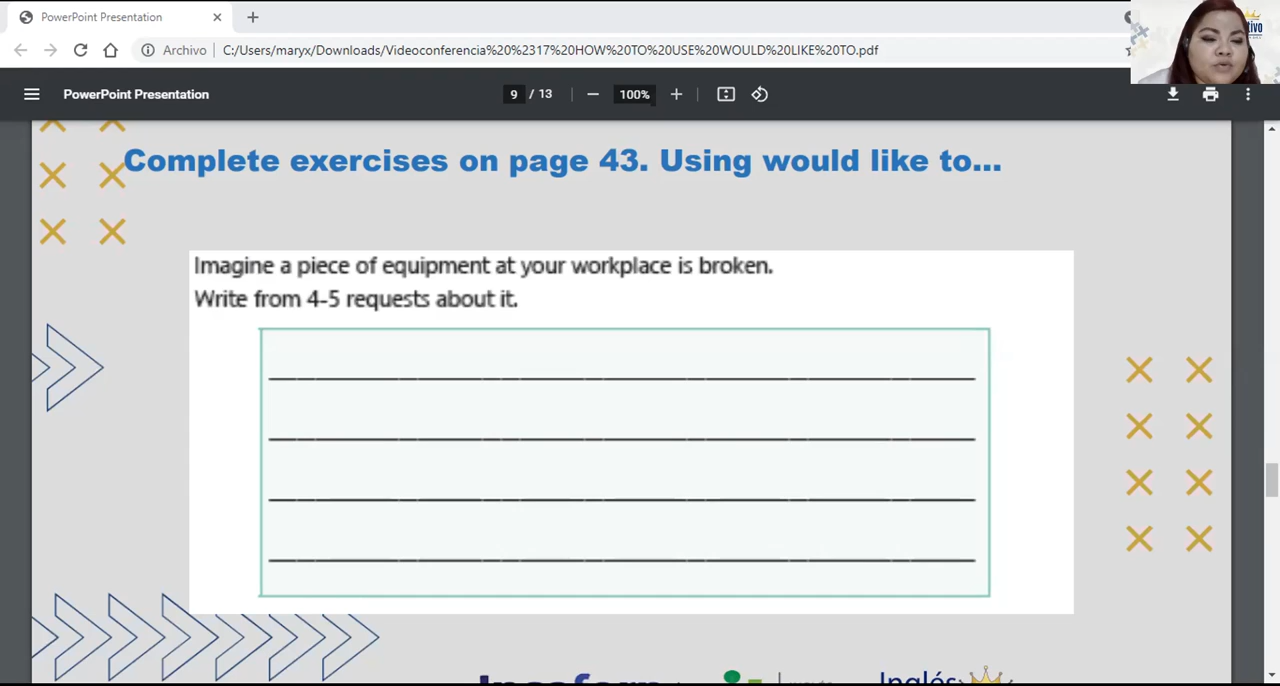 PowerPoint Presentation
Archivo
C:/Users/maryx/Downloads/Videoconferencia%20%2317%20HOW%20TO%20USE%20WOULD%20LIKE%20TO.pdf
PowerPoint Presentation
9 / 13
100%
Complete exercises on page 43. Using would like to...
Imagine a piece of equipment at your workplace is broken.
Write from 4-5 requests about it.
Inglés